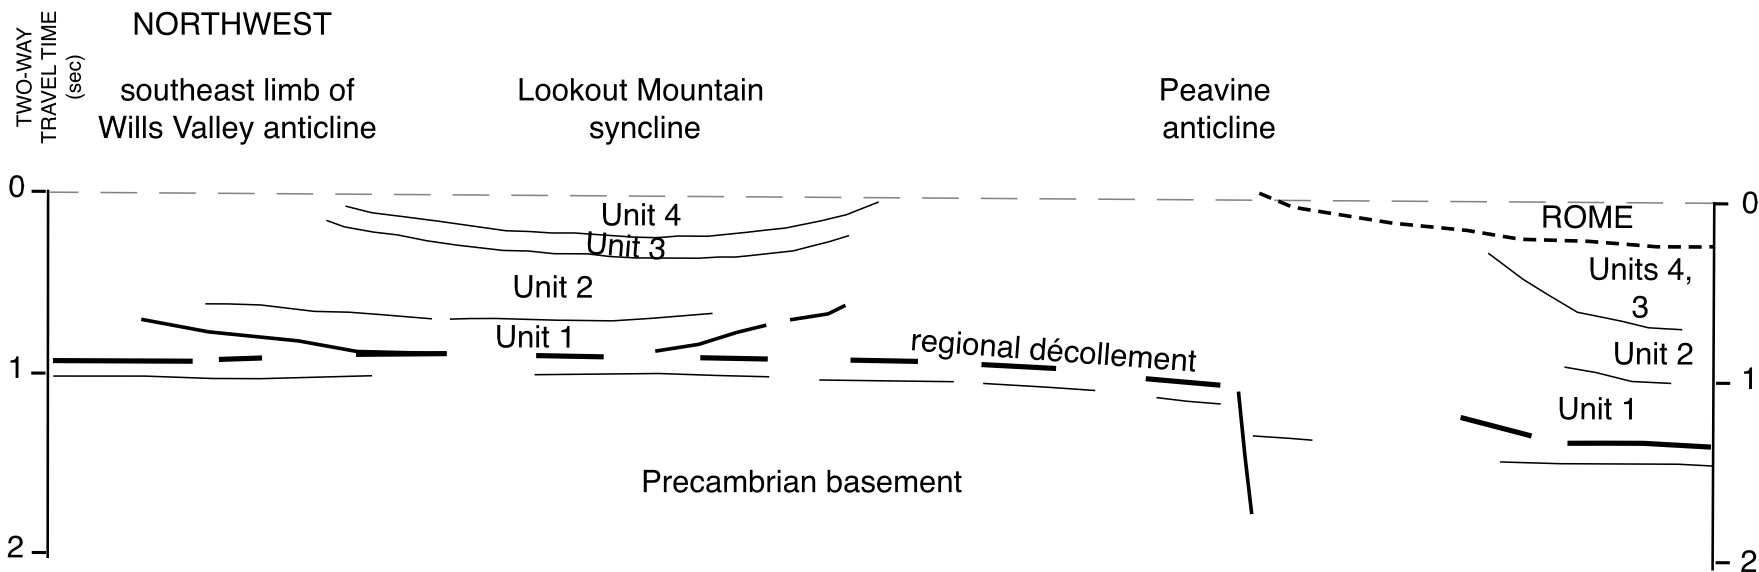 TWO-WAY
TRAVEL TIME
(sec)
NORTHWEST
southeast limb of
Wills Valley anticline
Lookout Mountain
syncline
Peavine
anticline
0
0
Unit 4
ROME
Unit 3
Units 4,
3
Unit 2
Unit 1
regional décollement
Unit 2
1
1
Unit 1
Precambrian basement
2
2